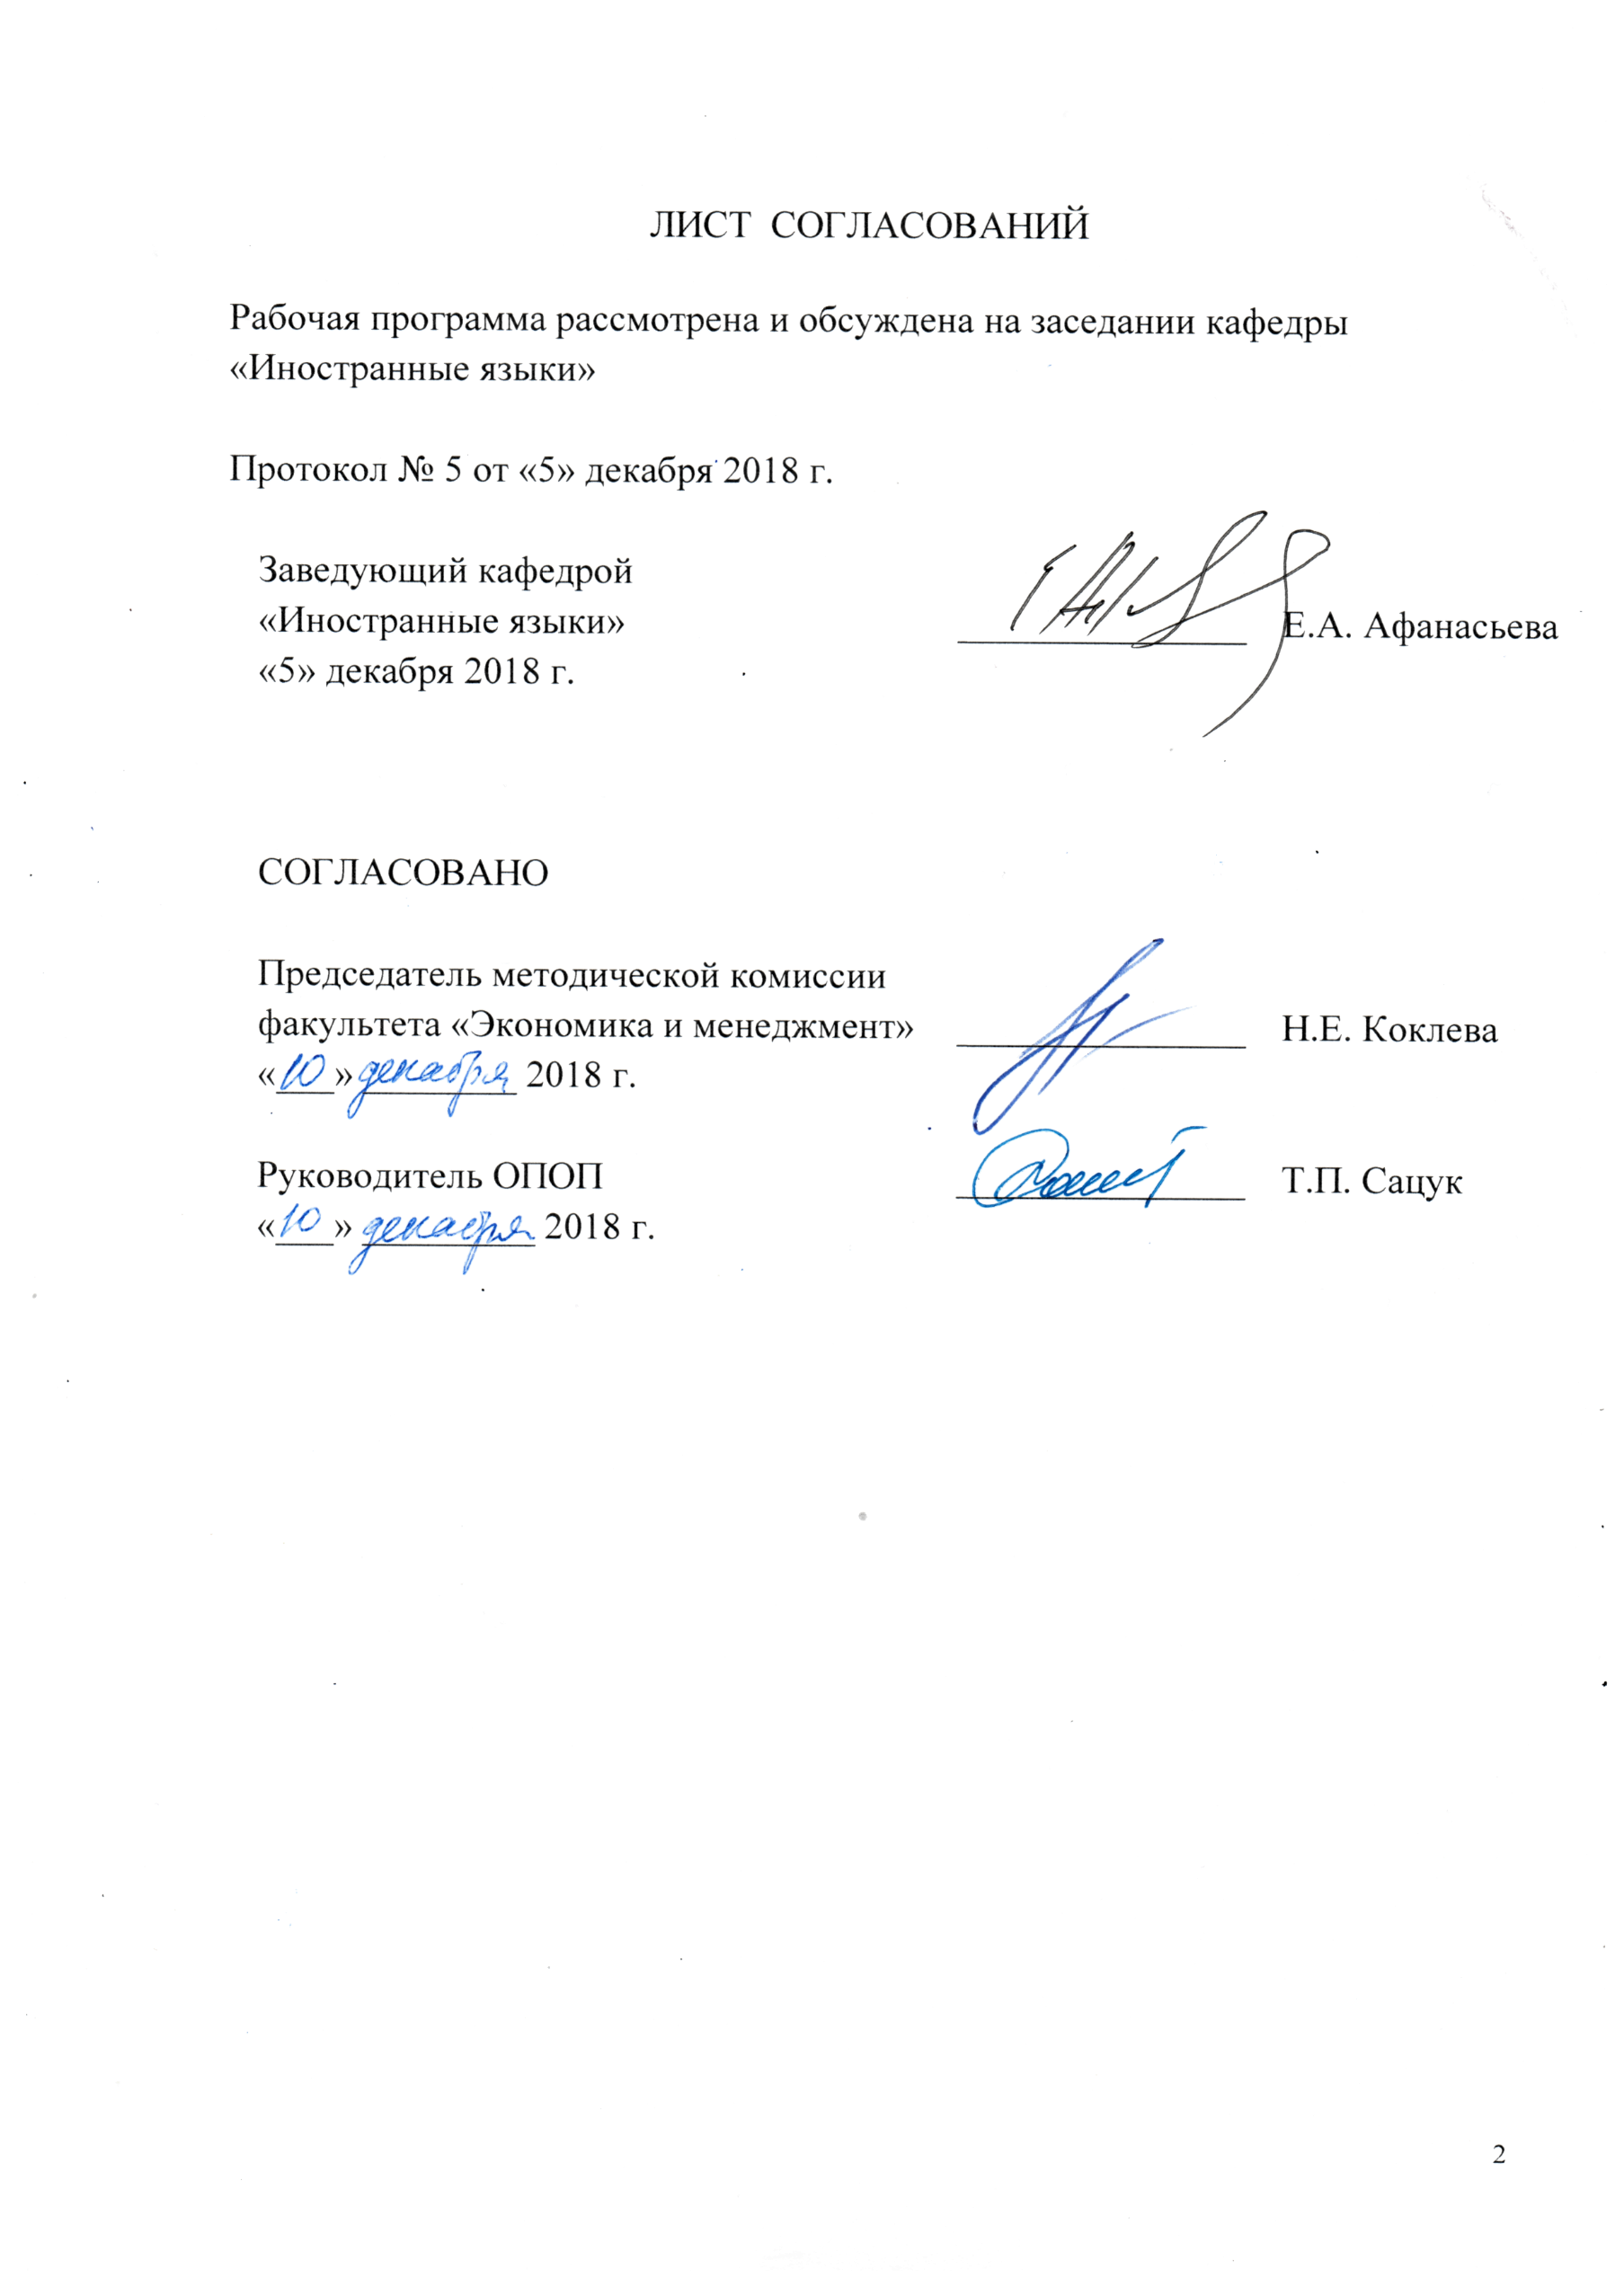 ЛИСТ СОГЛАСОВАНИЙ
Рабочая программа рассмотрена и обсуждена на заседании кафедры
«Иностранные языки»
Протокол № 5 от «5» декабря 2018 г.
Заведующий кафедрой
«Иностранные языки» Е.А. Афанасьева
«5» декабря 2018 г.
СОГЛАСОВАНО
Председатель методической комиссии
факультета «Экономика и менеджмент» Н.Е. Коклева
«10» декабря 2018 г.
Руководитель ОПОП Т.П. Сацук
«10» декабря 2018 г.
2